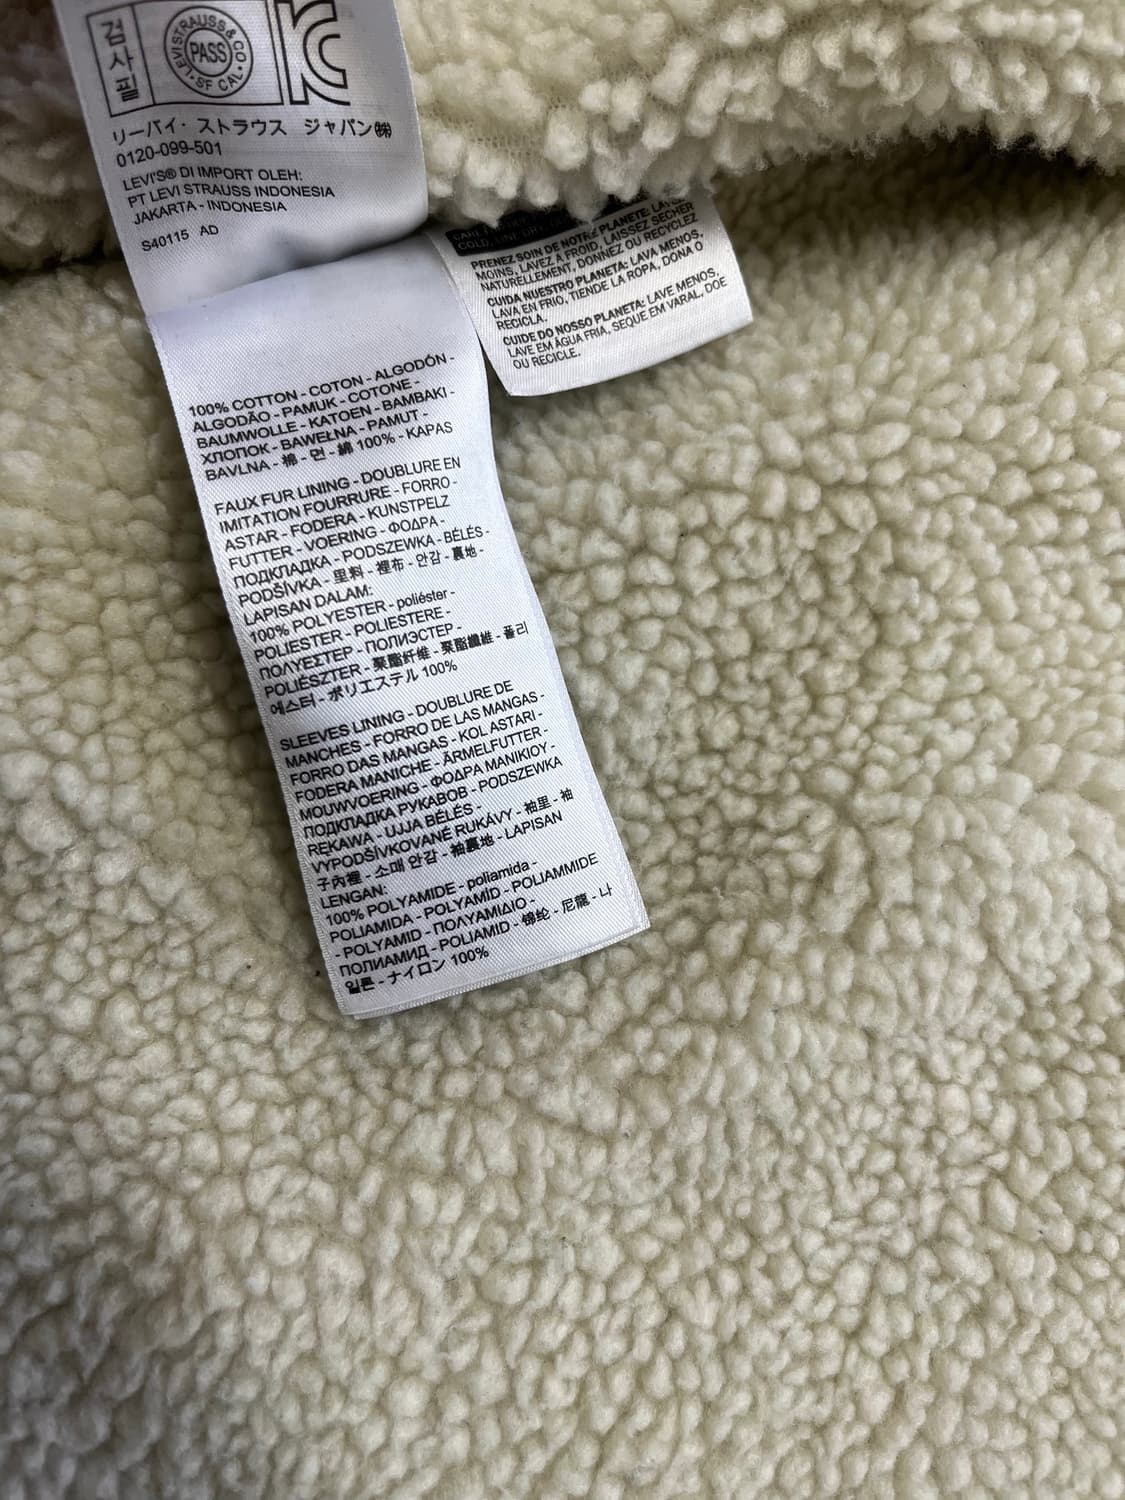 검사필
LEVI STRAUSS & CO
PASS
SF CAL
リーバイ・ストラウス ジャパン㈱
0120-099-501
LEVI'S® DI IMPORT OLEH:
PT LEVI STRAUSS INDONESIA
JAKARTA - INDONESIA
S40115 AD
COLD, LINE DRY,
PRENEZ SOIN DE NOTRE PLANETE: LAVEZ
MOINS, LAVEZ A FROID, LAISSEZ SECHER
NATURELLEMENT, DONNEZ OU RECYCLEZ
CUIDA NUESTRO PLANETA: LAVA MENOS,
LAVA EN FRIO, TIENDE LA ROPA, DONA O
RECICLA.
CUIDE DO NOSSO PLANETA: LAVE MENOS,
LAVE EM ÁGUA FRIA, SEQUE EM VARAL, DOE
OU RECICLE.
100% COTTON - COTON - ALGODÓN -
ALGODÃO - PAMUK - COTONE -
BAUMWOLLE - KATOEN - BAMBAKI -
ХЛОПОК - BAWEŁNA - PAMUT -
BAVLNA - 棉 - 면 - 綿 100% - KAPAS
FAUX FUR LINING - DOUBLURE EN
IMITATION FOURRURE - FORRO -
ASTAR - FODERA - KUNSTPELZ
FUTTER - VOERING - ΦΟΔΡΑ -
ПОДКЛАДКА - PODSZEWKA - BÉLÉS -
PODŠÍVKA - 里料 - 裡布 - 안감 - 裏地 -
LAPISAN DALAM:
100% POLYESTER - poliéster -
POLIESTER - POLIESTERE -
ΠΟΛΥΕΣΤΕΡ - ПОЛИЭСТЕР -
POLIÉSZTER - 聚酯纤维 - 聚酯纖維 - 폴리
에스터 - ポリエステル 100%
SLEEVES LINING - DOUBLURE DE
MANCHES - FORRO DE LAS MANGAS -
FORRO DAS MANGAS - KOL ASTARI -
FODERA MANICHE - ÄRMELFUTTER -
MOUWVOERING - ΦΟΔΡΑ ΜΑΝΙΚΙΟΥ -
ПОДКЛАДКА РУКАВОВ - PODSZEWKA
RĘKAWA - UJJA BÉLÉS -
VYPODŠÍVKOVANÉ RUKÁVY - 袖里 - 袖
子內裡 - 소매 안감 - 袖裏地 - LAPISAN
LENGAN:
100% POLYAMIDE - poliamida -
POLIAMIDA - POLYAMİD - POLIAMMIDE
- POLYAMID - ΠΟΛΥΑΜΙΔΙΟ -
ПОЛИАМИД - POLIAMID - 锦纶 - 尼龍 - 나
일론 - ナイロン 100%